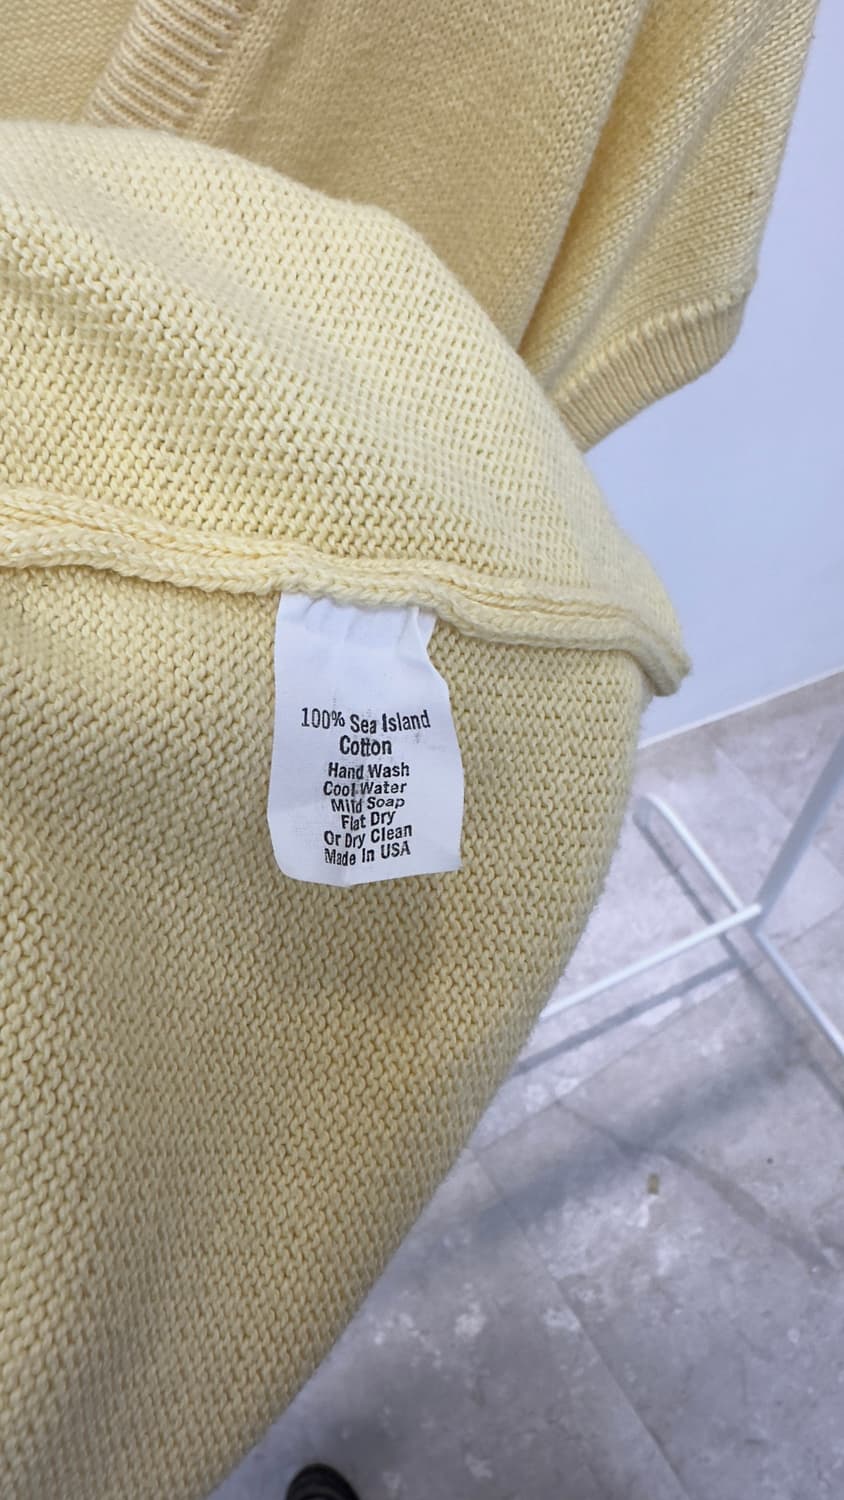 100% Sea Island
Cotton
Hand Wash
Cool Water
Mild Soap
Flat Dry
Or Dry Clean
Made In USA